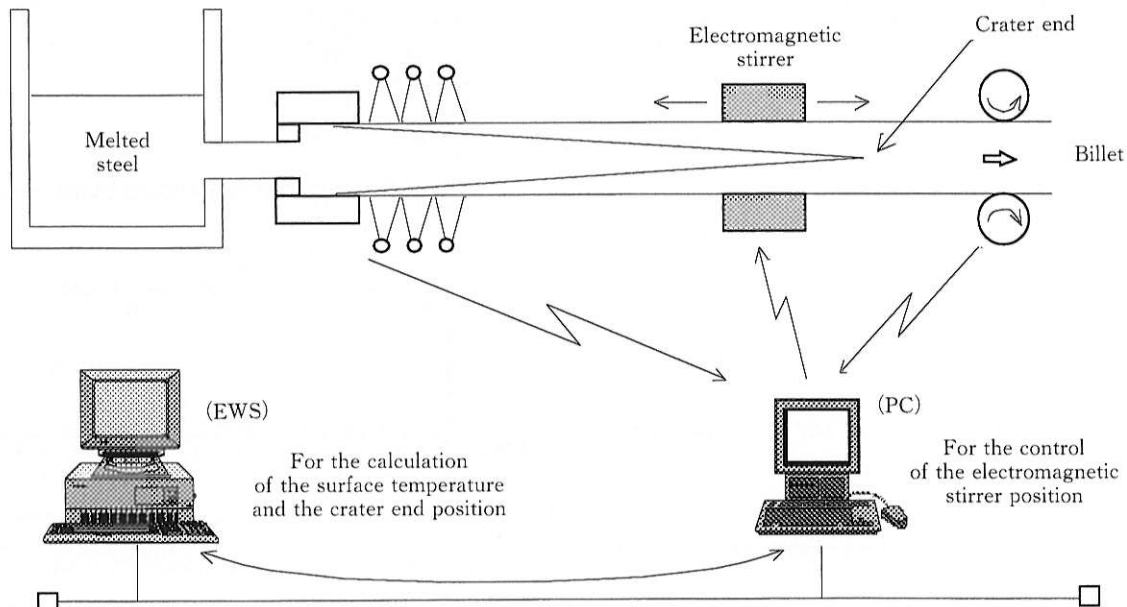 Electromagnetic
stirrer
Crater end
Melted
steel
Billet
(EWS)
(PC)
For the calculation
of the surface temperature
and the crater end position
For the control
of the electromagnetic
stirrer position